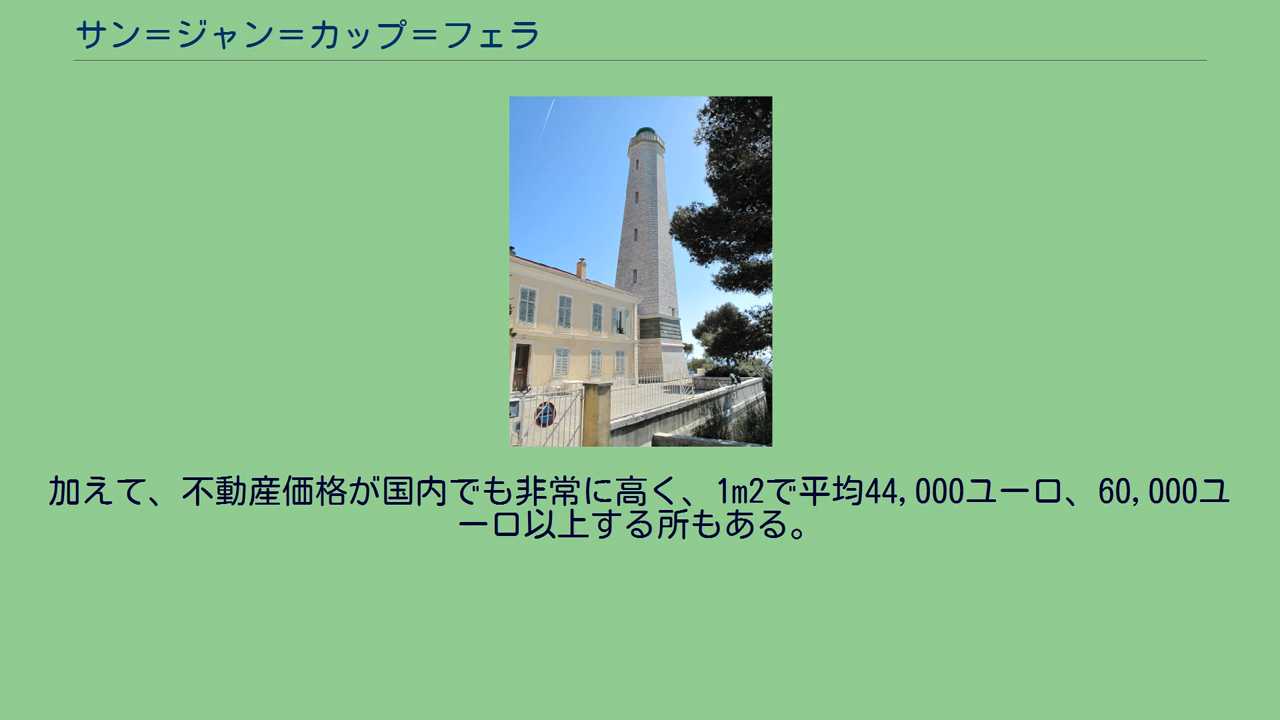 サン＝ジャン＝カップ＝フェラ
加えて、不動産価格が国内でも非常に高く、1m2で平均44,000ユーロ、60,000ユ
ーロ以上する所もある。